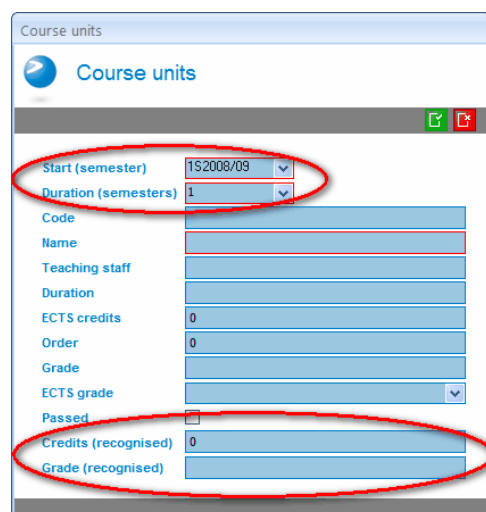 Course units
Course units
Start (semester) 1S2008/09
Duration (semesters) 1
Code
Name
Teaching staff
Duration
ECTS credits 0
Order 0
Grade
ECTS grade
Passed
Credits (recognised) 0
Grade (recognised)